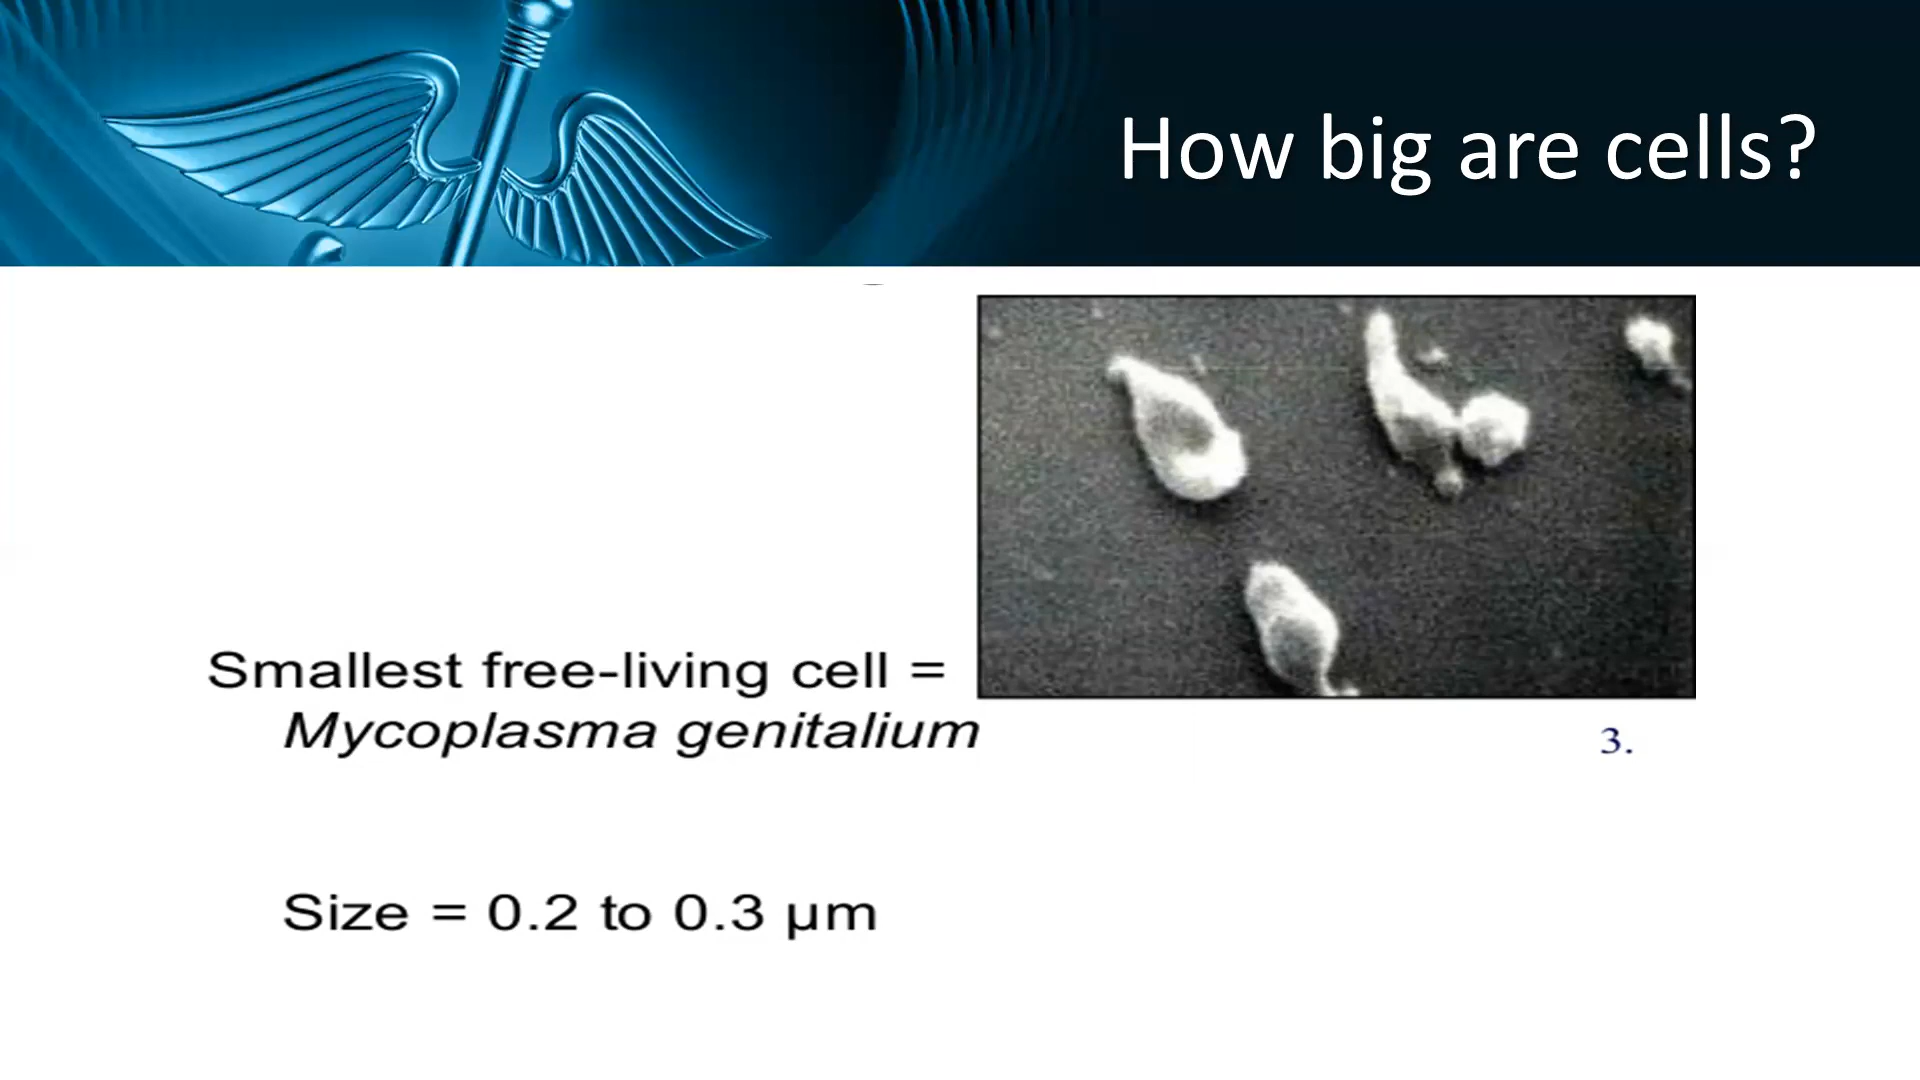 How big are cells?
Smallest free-living cell =
Mycoplasma genitalium
3.
Size = 0.2 to 0.3 µm